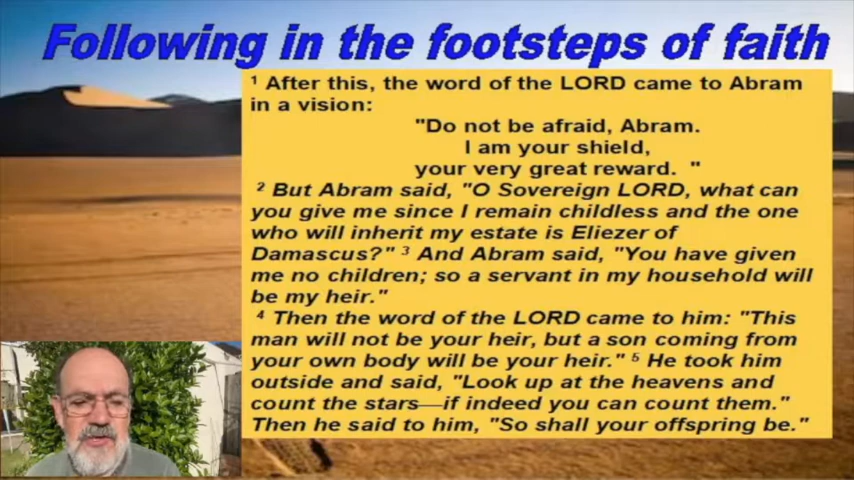 Following in the footsteps of faith
¹ After this, the word of the LORD came to Abram
in a vision:
"Do not be afraid, Abram.
I am your shield,
your very great reward. "
² But Abram said, "O Sovereign LORD, what can
you give me since I remain childless and the one
who will inherit my estate is Eliezer of
Damascus?" ³ And Abram said, "You have given
me no children; so a servant in my household will
be my heir."
⁴ Then the word of the LORD came to him: "This
man will not be your heir, but a son coming from
your own body will be your heir." ⁵ He took him
outside and said, "Look up at the heavens and
count the stars—if indeed you can count them."
Then he said to him, "So shall your offspring be."